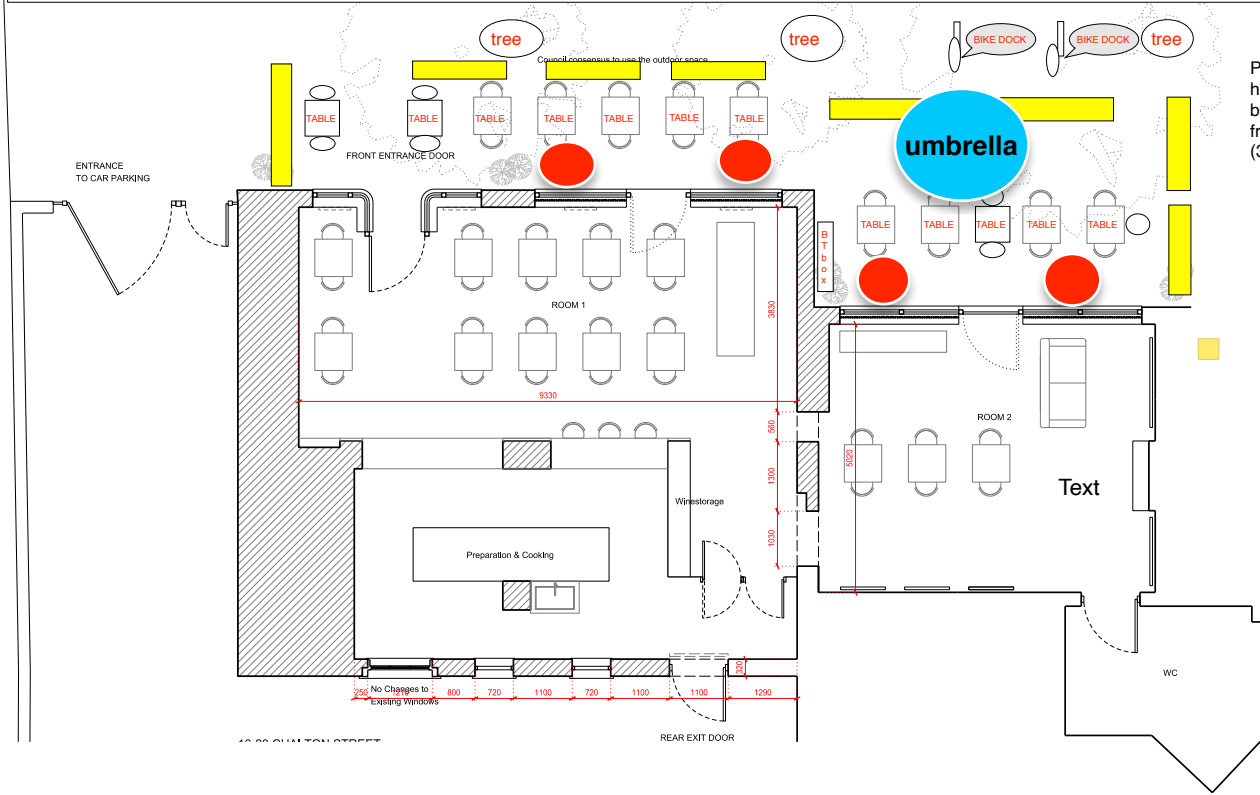 tree
tree
BIKE DOCK
BIKE DOCK
tree
Council consensus to use the outdoor space
TABLE
TABLE
TABLE
TABLE
TABLE
TABLE
TABLE
umbrella
FRONT ENTRANCE DOOR
ENTRANCE
TO CAR PARKING
TABLE
TABLE
TABLE
TABLE
TABLE
BT box
ROOM 1
3830
9330
560
ROOM 2
5020
1300
Text
Winestorage
1030
Preparation & Cooking
320
WC
250
1210
800
720
1100
720
1100
1100
1290
No Changes to
Existing Windows
REAR EXIT DOOR